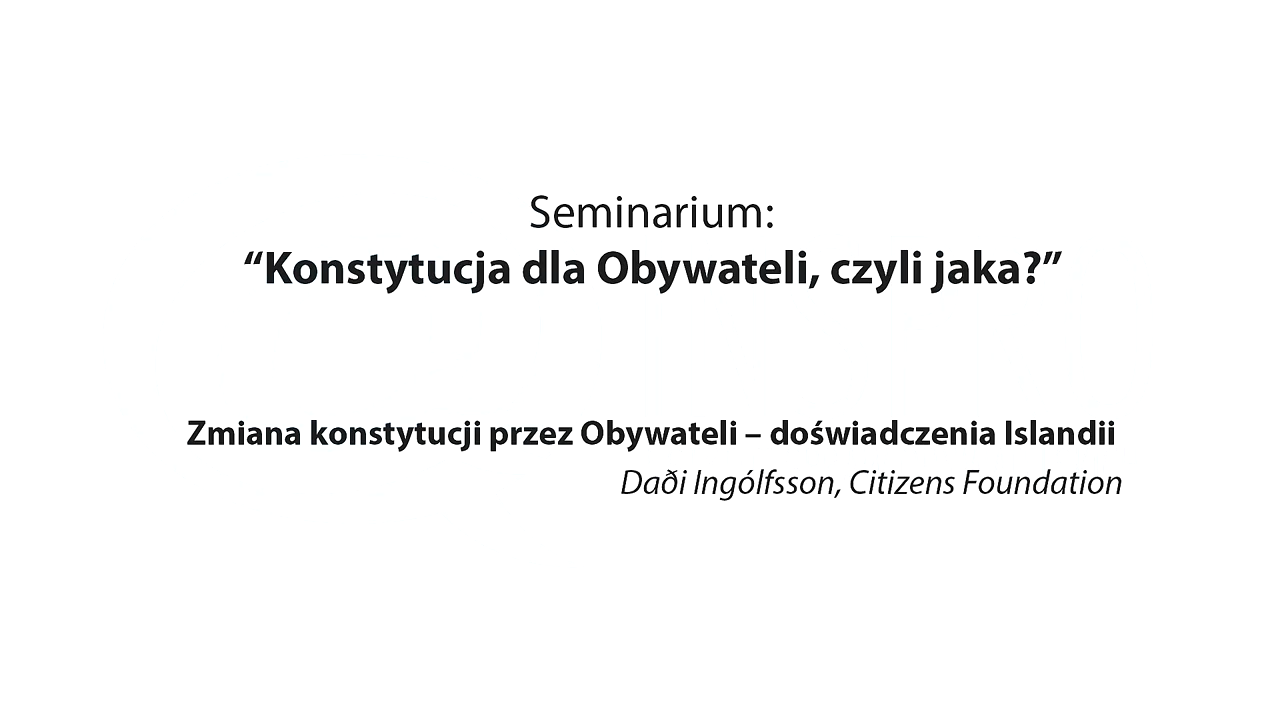 Seminarium:
“Konstytucja dla Obywateli, czyli jaka?”
Zmiana konstytucji przez Obywateli – doświadczenia Islandii
Daði Ingólfsson, Citizens Foundation